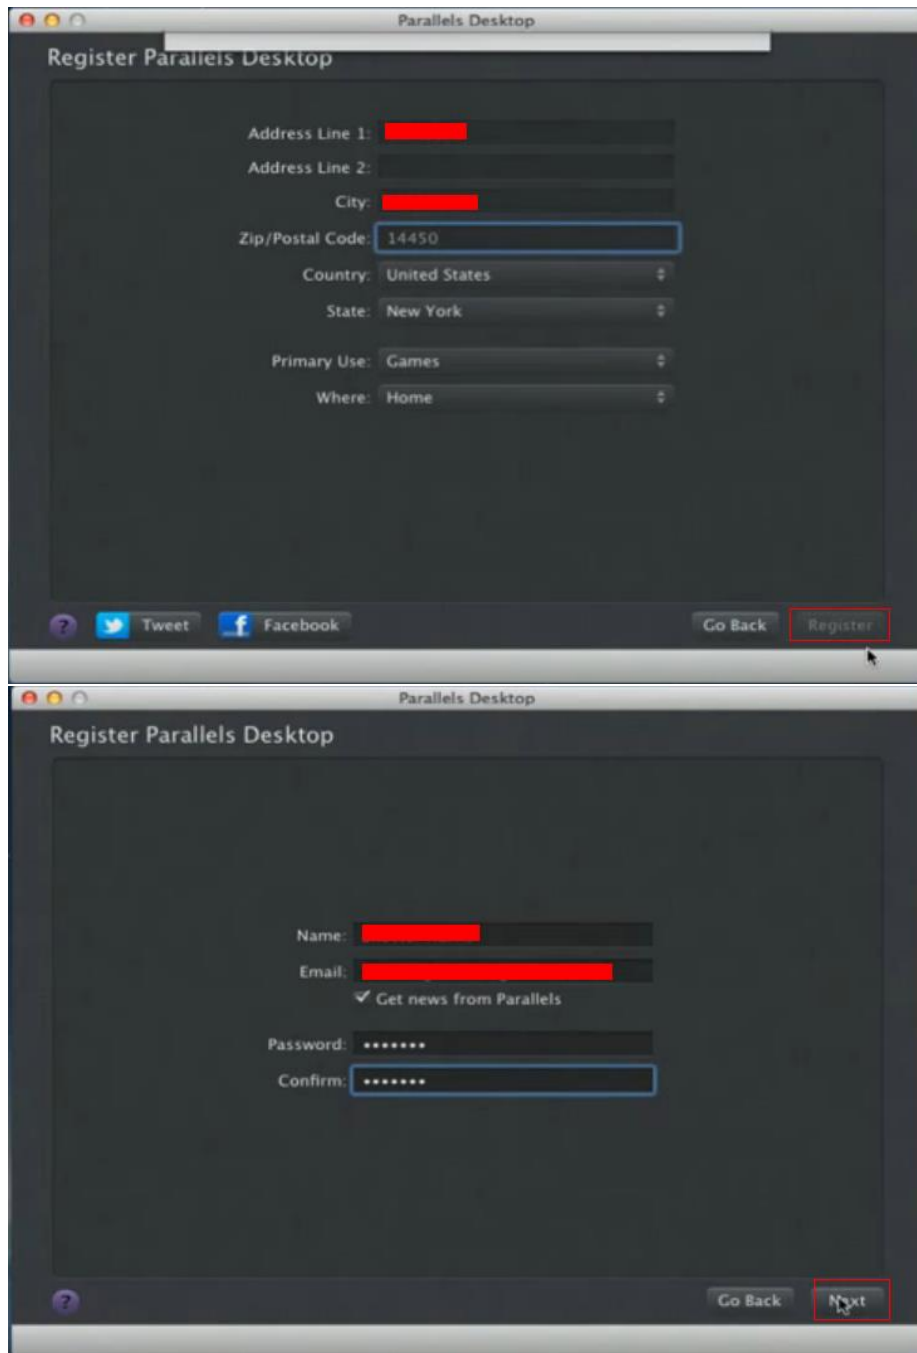 Parallels Desktop
Register Parallels Desktop
Address Line 1:
Address Line 2:
City:
Zip/Postal Code: 14450
Country: United States
State: New York
Primary Use: Games
Where: Home
? Tweet f Facebook Go Back Register
Parallels Desktop
Register Parallels Desktop
Name:
Email:
✓ Get news from Parallels
Password: •••••••
Confirm: •••••••
? Go Back Next